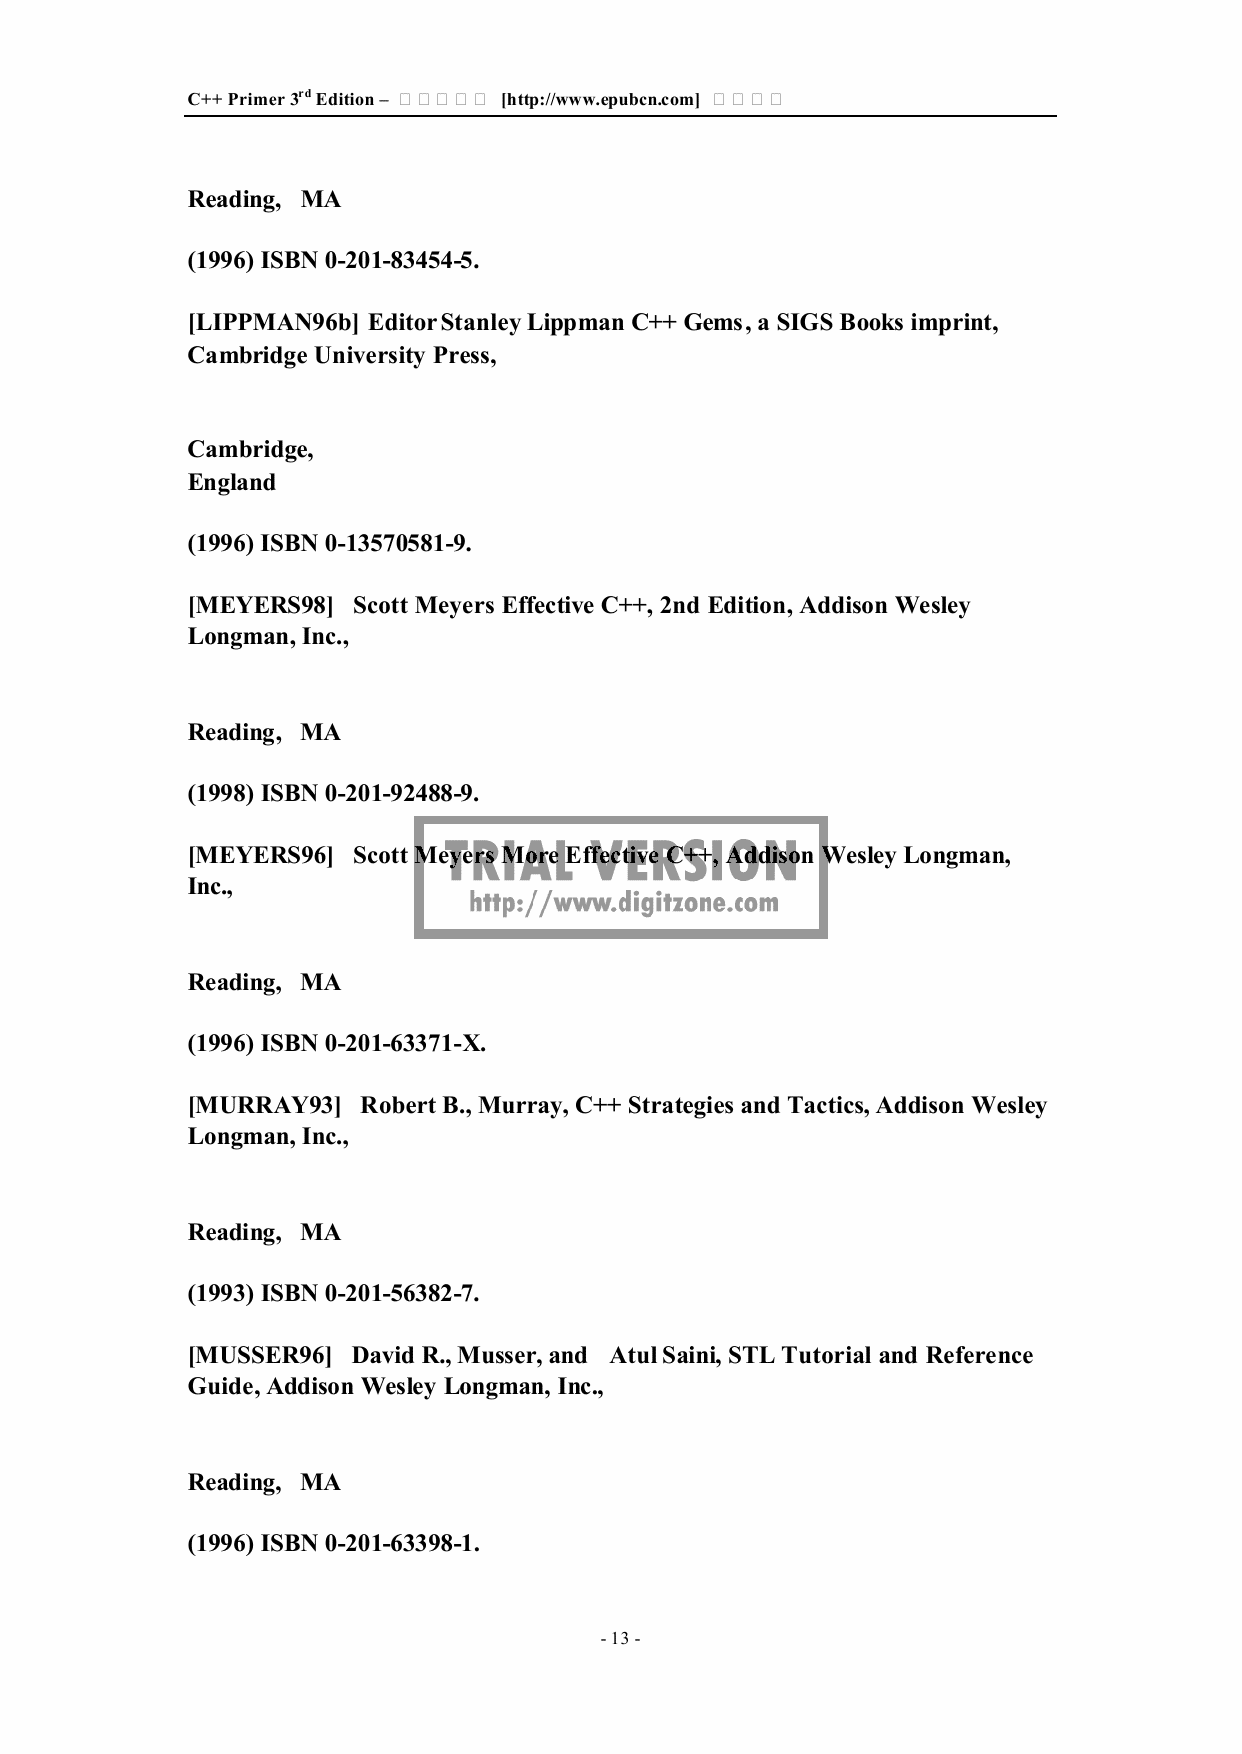 C++ Primer 3rd Edition – □ □ □ □ □ [http://www.epubcn.com] □ □ □ □
Reading, MA
(1996) ISBN 0-201-83454-5.
[LIPPMAN96b] Editor Stanley Lippman C++ Gems, a SIGS Books imprint,
Cambridge University Press,
Cambridge,
England
(1996) ISBN 0-13570581-9.
[MEYERS98] Scott Meyers Effective C++, 2nd Edition, Addison Wesley
Longman, Inc.,
Reading, MA
(1998) ISBN 0-201-92488-9.
[MEYERS96] Scott Meyers More Effective C++, Addison Wesley Longman,
Inc.,
TRIAL VERSION
http://www.digitzone.com
Reading, MA
(1996) ISBN 0-201-63371-X.
[MURRAY93] Robert B., Murray, C++ Strategies and Tactics, Addison Wesley
Longman, Inc.,
Reading, MA
(1993) ISBN 0-201-56382-7.
[MUSSER96] David R., Musser, and Atul Saini, STL Tutorial and Reference
Guide, Addison Wesley Longman, Inc.,
Reading, MA
(1996) ISBN 0-201-63398-1.
- 13 -